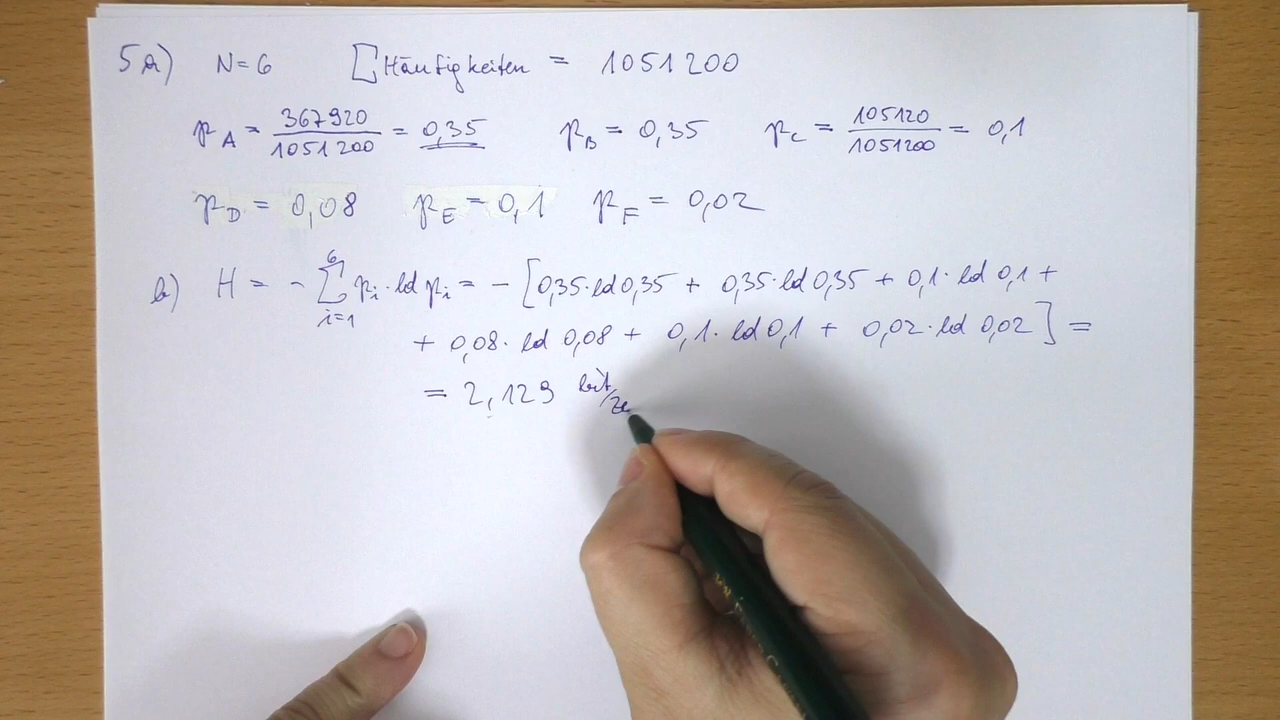 5a) N=6 ∑ Häufigkeiten = 1051200
p_A = 367920/1051200 = 0,35 p_B = 0,35 p_C = 105120/1051200 = 0,1
p_D = 0,08 p_E = 0,1 p_F = 0,02
b) H = - ∑_{i=1}^{6} p_i · ld p_i = - [0,35·ld 0,35 + 0,35·ld 0,35 + 0,1·ld 0,1 +
+ 0,08·ld 0,08 + 0,1·ld 0,1 + 0,02·ld 0,02] =
= 2,129 bit/Ze